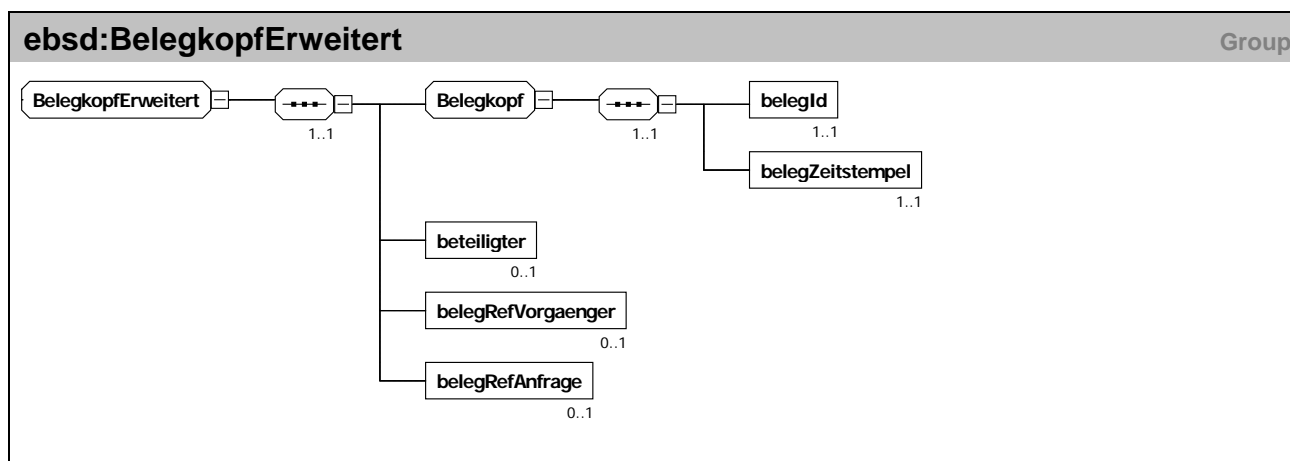 ebsd:BelegkopfErweitert Group
BelegkopfErweitert Belegkopf belegId
1..1 1..1 1..1
belegZeitstempel
1..1
beteiligter
0..1
belegRefVorgaenger
0..1
belegRefAnfrage
0..1